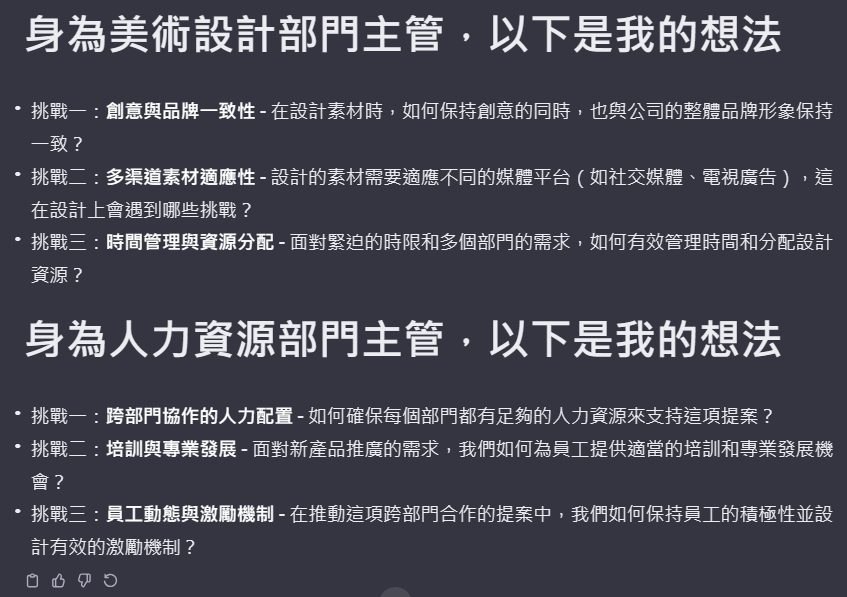 身為美術設計部門主管，以下是我的想法
• 挑戰一：創意與品牌一致性 - 在設計素材時，如何保持創意的同時，也與公司的整體品牌形象保持
一致？
• 挑戰二：多渠道素材適應性 - 設計的素材需要適應不同的媒體平台（如社交媒體、電視廣告），這
在設計上會遇到哪些挑戰？
• 挑戰三：時間管理與資源分配 - 面對緊迫的時限和多個部門的需求，如何有效管理時間和分配設計
資源？
身為人力資源部門主管，以下是我的想法
• 挑戰一：跨部門協作的人力配置 - 如何確保每個部門都有足夠的人力資源來支持這項提案？
• 挑戰二：培訓與專業發展 - 面對新產品推廣的需求，我們如何為員工提供適當的培訓和專業發展機
會？
• 挑戰三：員工動態與激勵機制 - 在推動這項跨部門合作的提案中，我們如何保持員工的積極性並設
計有效的激勵機制？